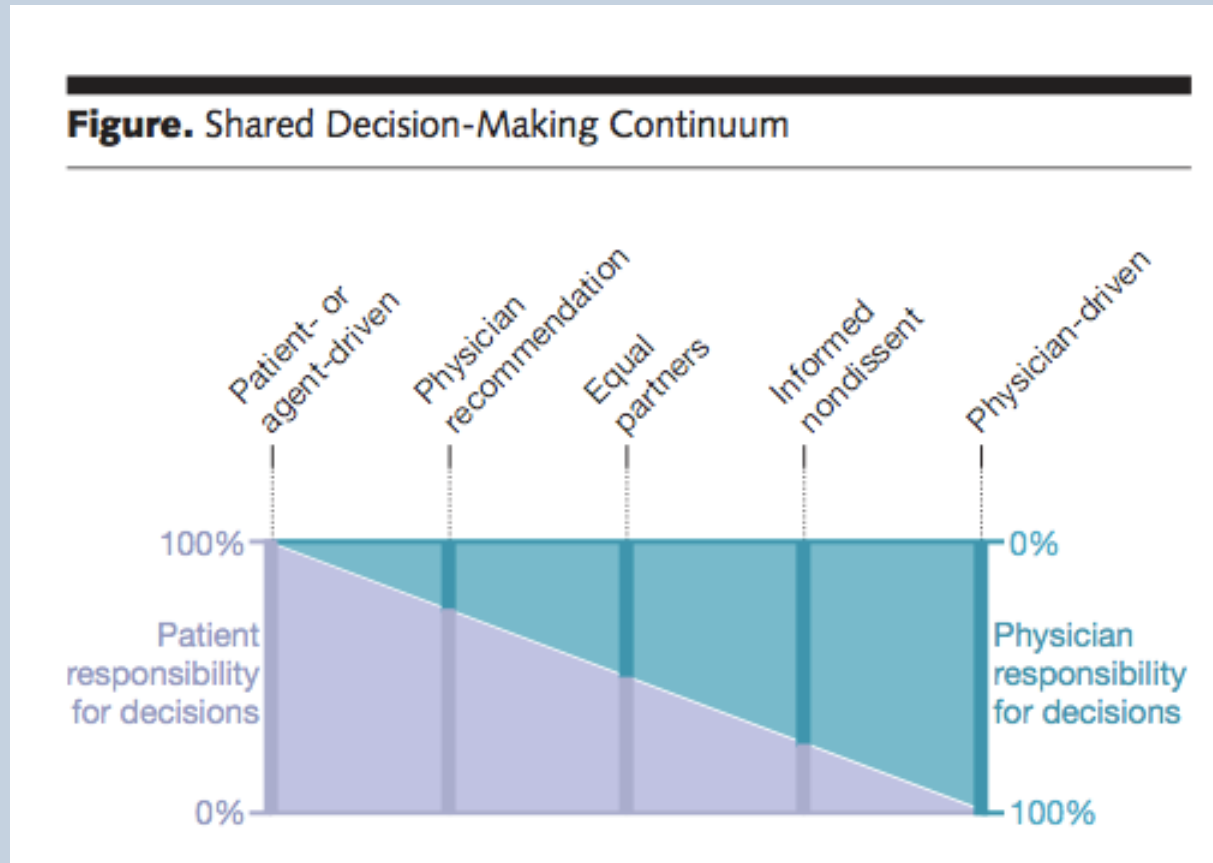 Figure. Shared Decision-Making Continuum
Patient- or
agent-driven
Physician
recommendation
Equal
partners
Informed
nondissent
Physician-driven
100%
Patient
responsibility
for decisions
0%
0%
Physician
responsibility
for decisions
100%